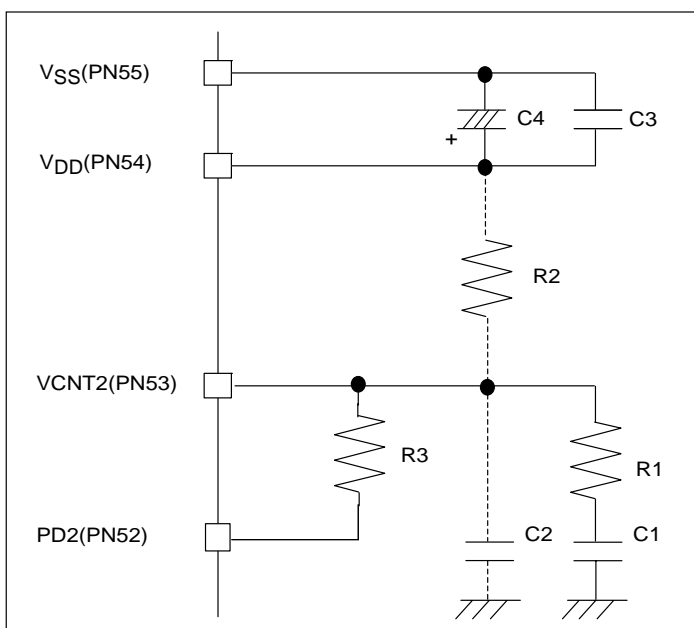 VSS(PN55)
C4
C3
+
VDD(PN54)
R2
VCNT2(PN53)
R3
R1
PD2(PN52)
C2
C1